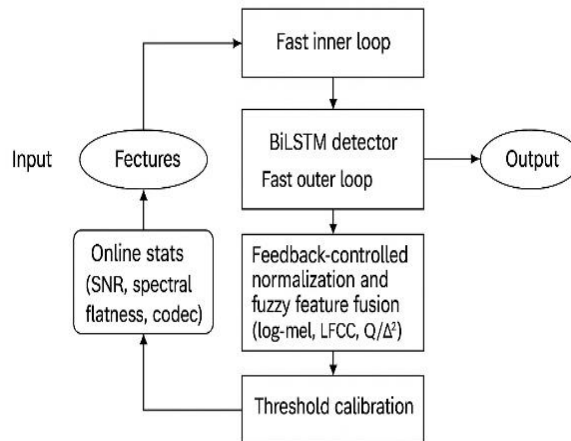 Fast inner loop
Input
Fectures
BiLSTM detector
Fast outer loop
Output
Online stats
(SNR, spectral
flatness, codec)
Feedback-controlled
normalization and
fuzzy feature fusion
(log-mel, LFCC, Q/Δ²)
Threshold calibration